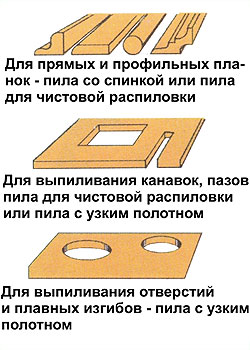 Для прямых и профильных пла-
нок - пила со спинкой или пила
для чистовой распиловки
Для выпиливания канавок, пазов
пила для чистовой распиловки
или пила с узким полотном
Для выпиливания отверстий
и плавных изгибов - пила с узким
полотном